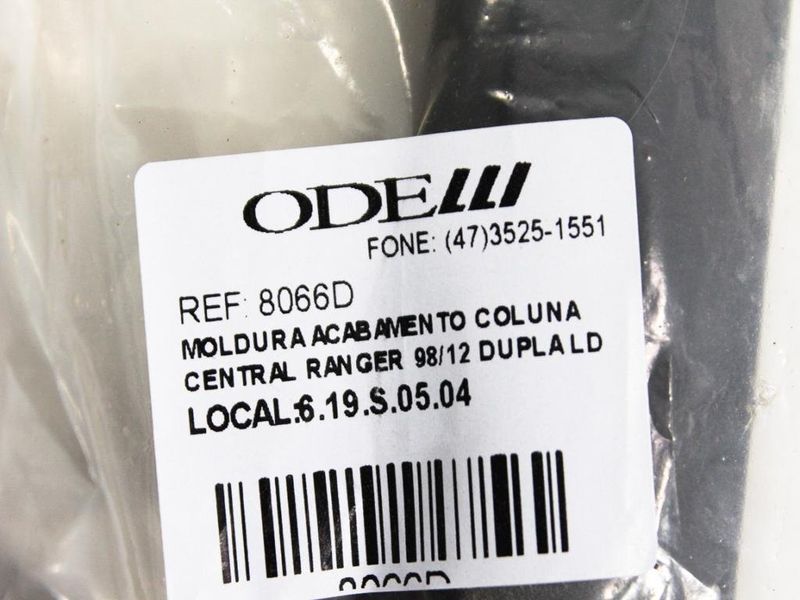 ODEM
FONE: (47)3525-1551
REF: 8066D
MOLDURA ACABAMENTO COLUNA
CENTRAL RANGER 98/12 DUPLA LD
LOCAL:6.19.S.05.04